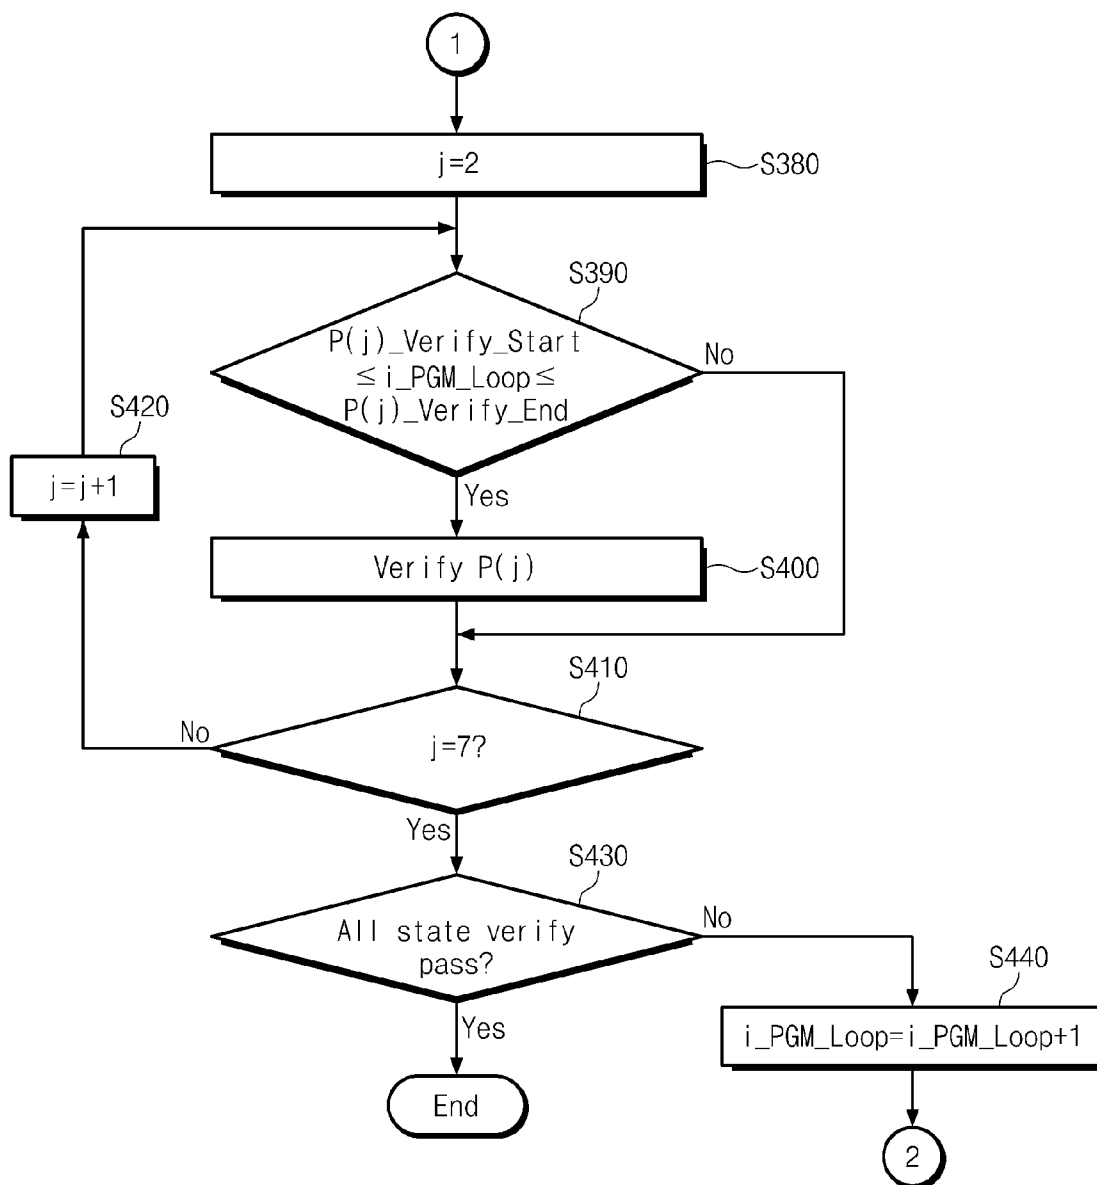 1
j=2
S380
S390
P(j)_Verify_Start
≤i_PGM_Loop≤
P(j)_Verify_End
No
S420
j=j+1
Yes
Verify P(j)
S400
S410
No
j=7?
Yes
S430
All state verify
pass?
No
S440
i_PGM_Loop=i_PGM_Loop+1
Yes
End
2